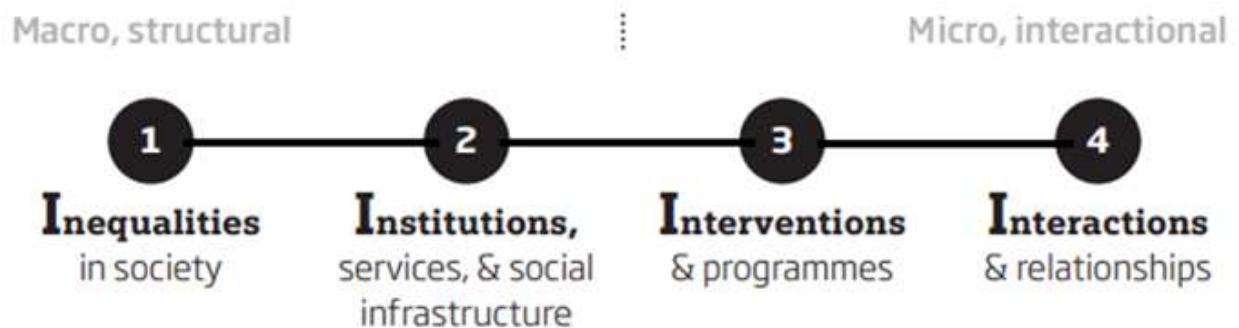 Macro, structural
Micro, interactional
1
2
3
4
Inequalities
in society
Institutions,
services, & social
infrastructure
Interventions
& programmes
Interactions
& relationships